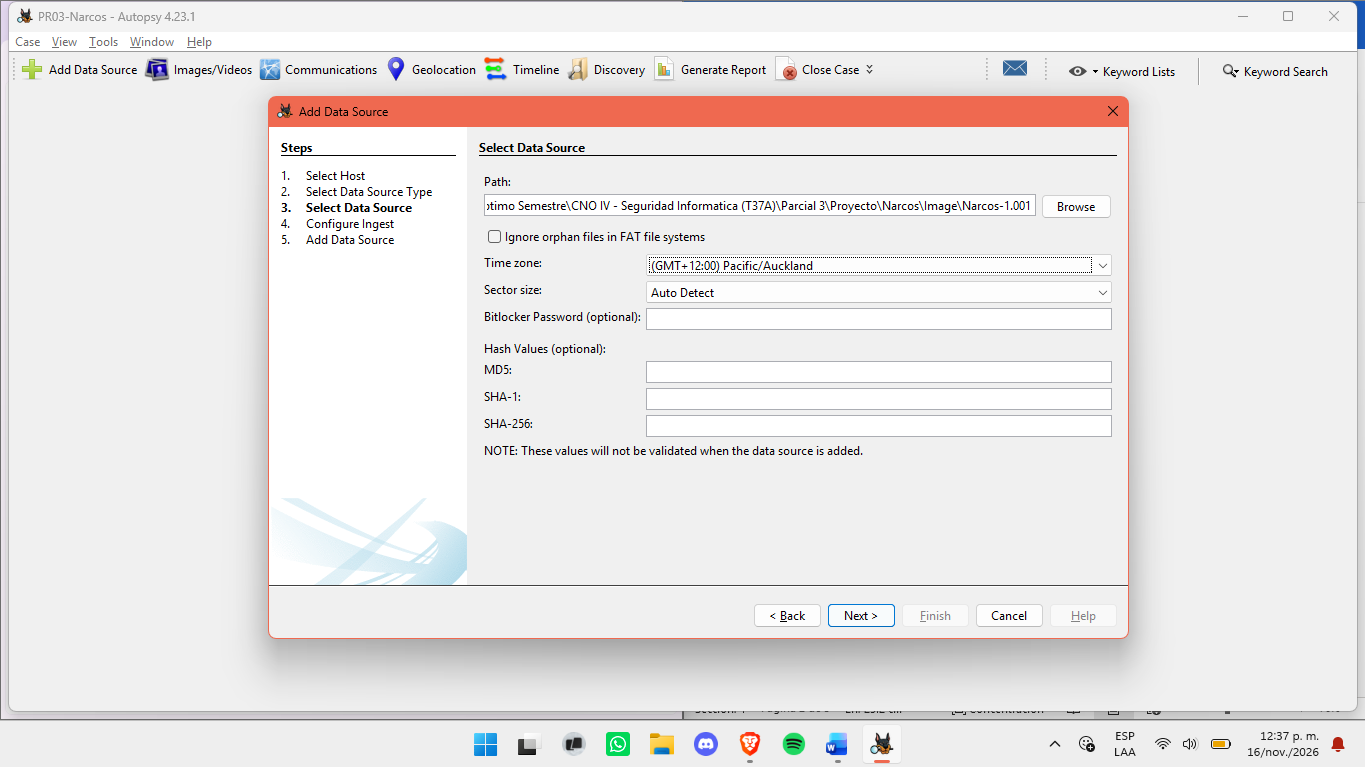 PR03-Narcos - Autopsy 4.23.1
Case View Tools Window Help
Add Data Source Images/Videos Communications Geolocation Timeline Discovery Generate Report Close Case Keyword Lists Keyword Search
Add Data Source
Steps
1. Select Host
2. Select Data Source Type
3. Select Data Source
4. Configure Ingest
5. Add Data Source
Select Data Source
Path:
otimo Semestre\CNO IV - Seguridad Informatica (T37A)\Parcial 3\Proyecto\Narcos\Image\Narcos-1.001 Browse
Ignore orphan files in FAT file systems
Time zone: (GMT+12:00) Pacific/Auckland
Sector size: Auto Detect
Bitlocker Password (optional):
Hash Values (optional):
MD5:
SHA-1:
SHA-256:
NOTE: These values will not be validated when the data source is added.
< Back Next > Finish Cancel Help
ESP
LAA
12:37 p. m.
16/nov./2026